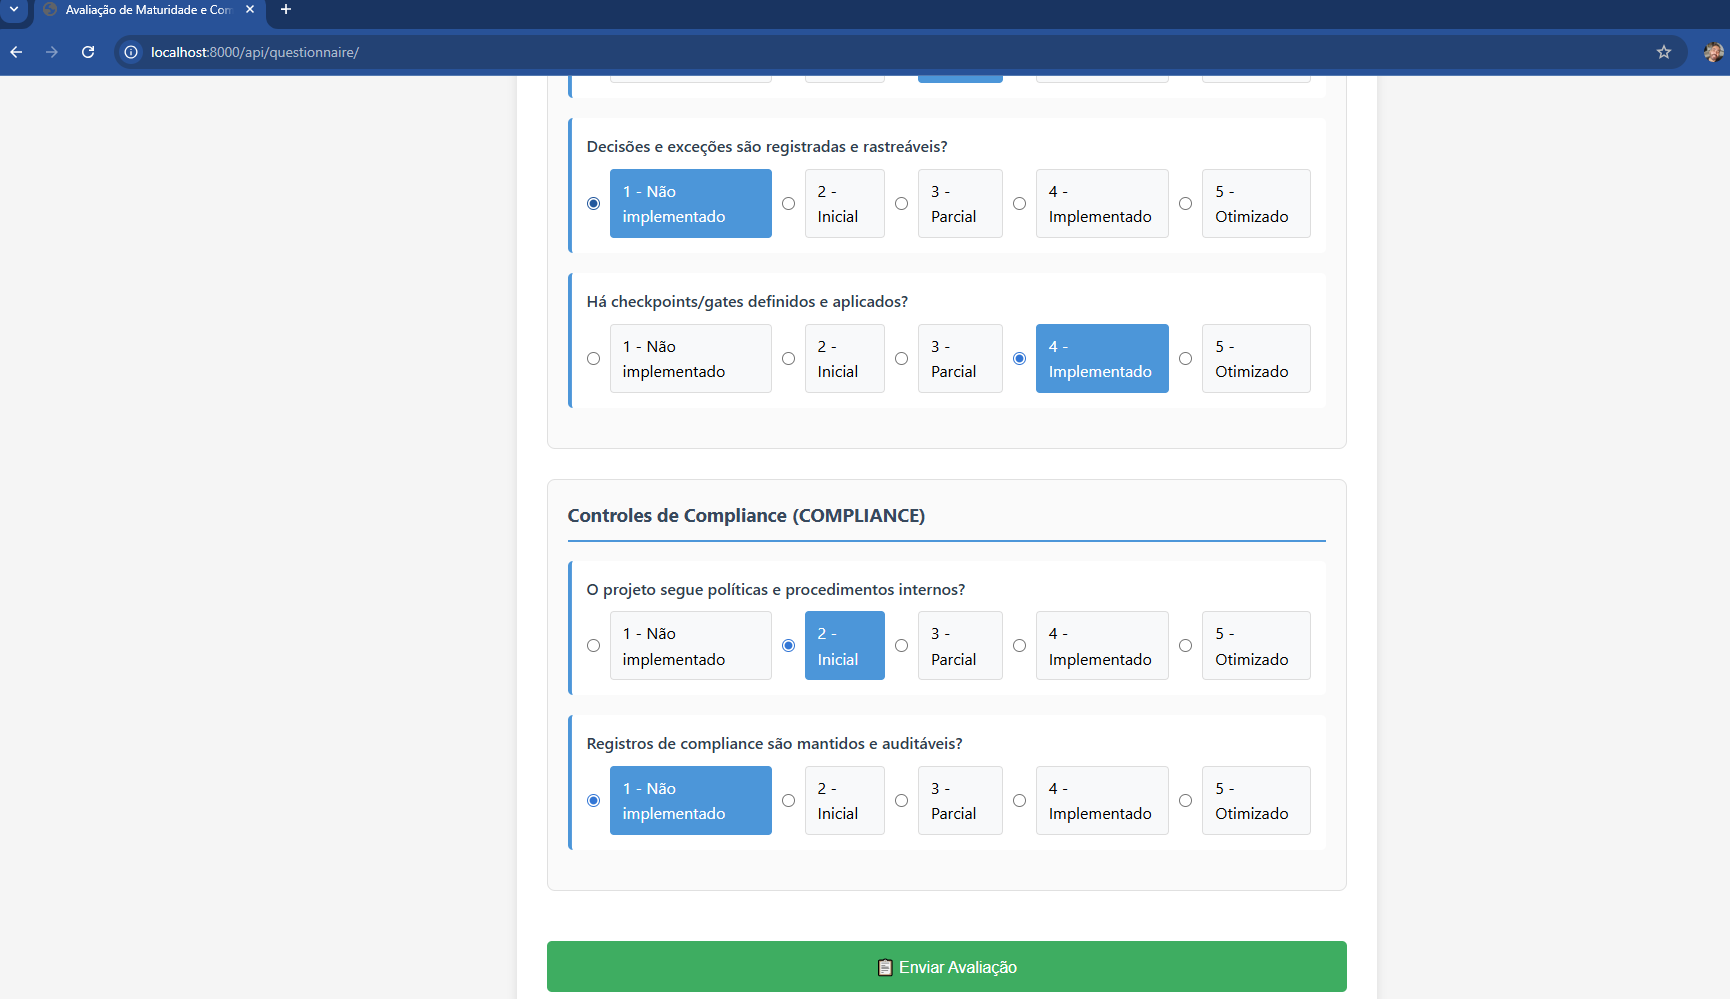 Avaliação de Maturidade e Con
localhost:8000/api/questionnaire/
Decisões e exceções são registradas e rastreáveis?
1 - Não implementado
2 - Inicial
3 - Parcial
4 - Implementado
5 - Otimizado
Há checkpoints/gates definidos e aplicados?
1 - Não implementado
2 - Inicial
3 - Parcial
4 - Implementado
5 - Otimizado
Controles de Compliance (COMPLIANCE)
O projeto segue políticas e procedimentos internos?
1 - Não implementado
2 - Inicial
3 - Parcial
4 - Implementado
5 - Otimizado
Registros de compliance são mantidos e auditáveis?
1 - Não implementado
2 - Inicial
3 - Parcial
4 - Implementado
5 - Otimizado
Enviar Avaliação